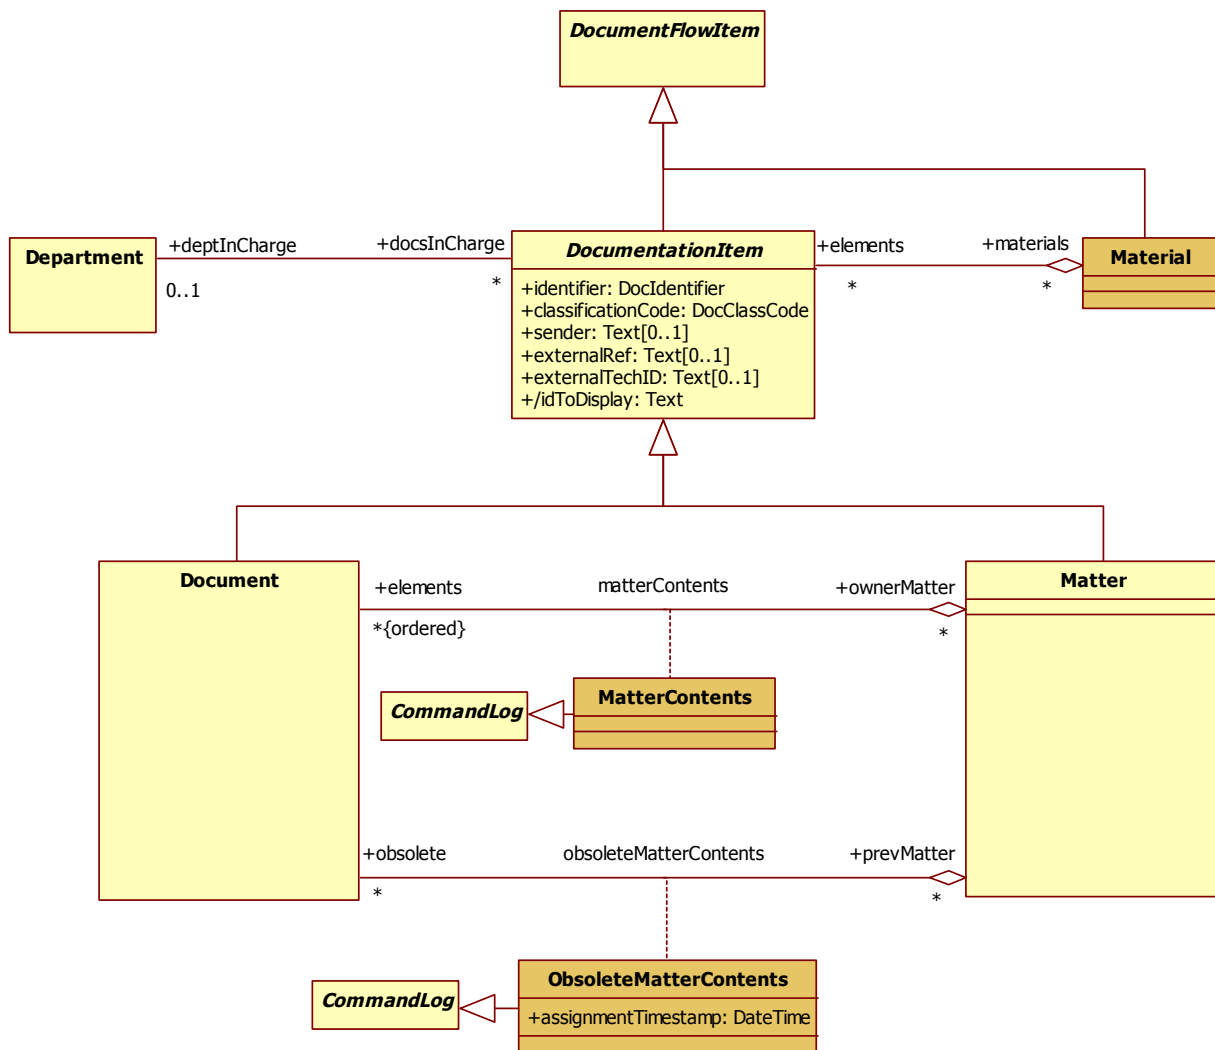 DocumentFlowItem
+deptInCharge
+docsInCharge
DocumentationItem
+elements
+materials
Department
Material
0..1
*
*
*
+identifier: DocIdentifier
+classificationCode: DocClassCode
+sender: Text[0..1]
+externalRef: Text[0..1]
+externalTechID: Text[0..1]
+/idToDisplay: Text
Document
Matter
+elements
matterContents
+ownerMatter
*{ordered}
*
MatterContents
CommandLog
+obsolete
obsoleteMatterContents
+prevMatter
*
*
ObsoleteMatterContents
CommandLog
+assignmentTimestamp: DateTime